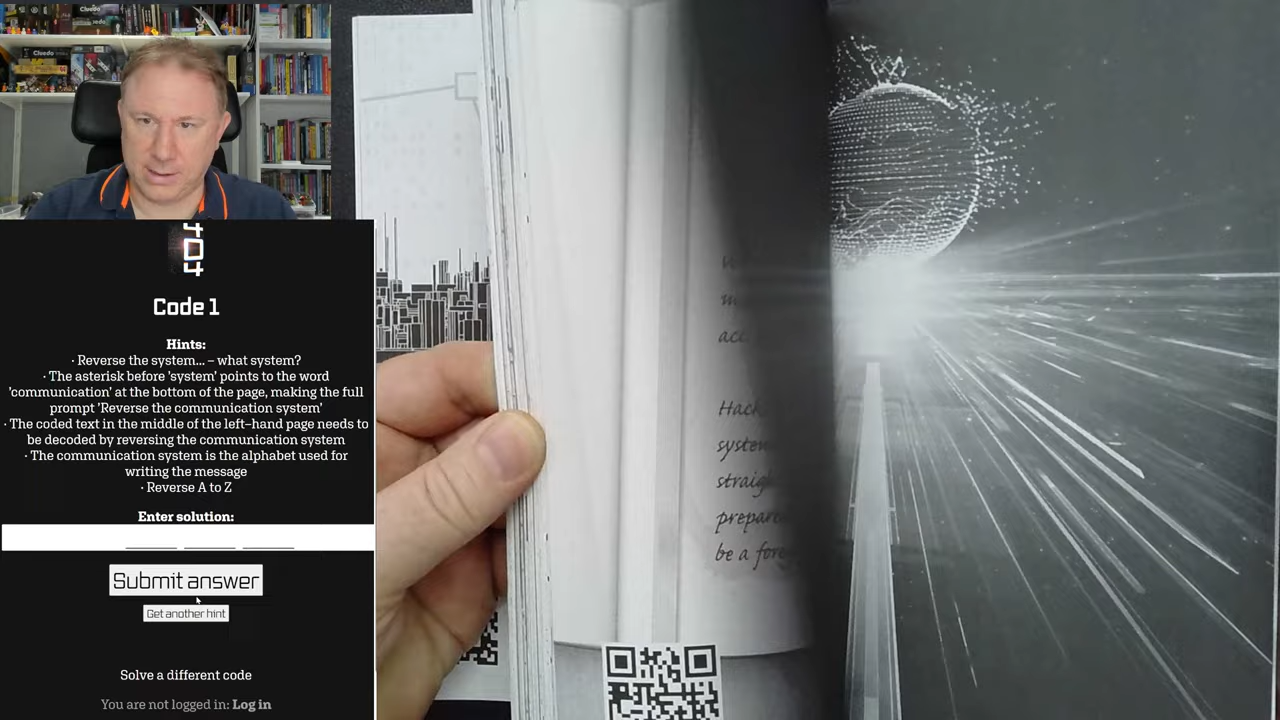 Cluedo
404
Code 1
Hints:
· Reverse the system... – what system?
· The asterisk before 'system' points to the word
'communication' at the bottom of the page, making the full
prompt 'Reverse the communication system'
· The coded text in the middle of the left–hand page needs to
be decoded by reversing the communication system
· The communication system is the alphabet used for
writing the message
· Reverse A to Z
Enter solution:
Submit answer
Get another hint
Solve a different code
You are not logged in: Log in
be a